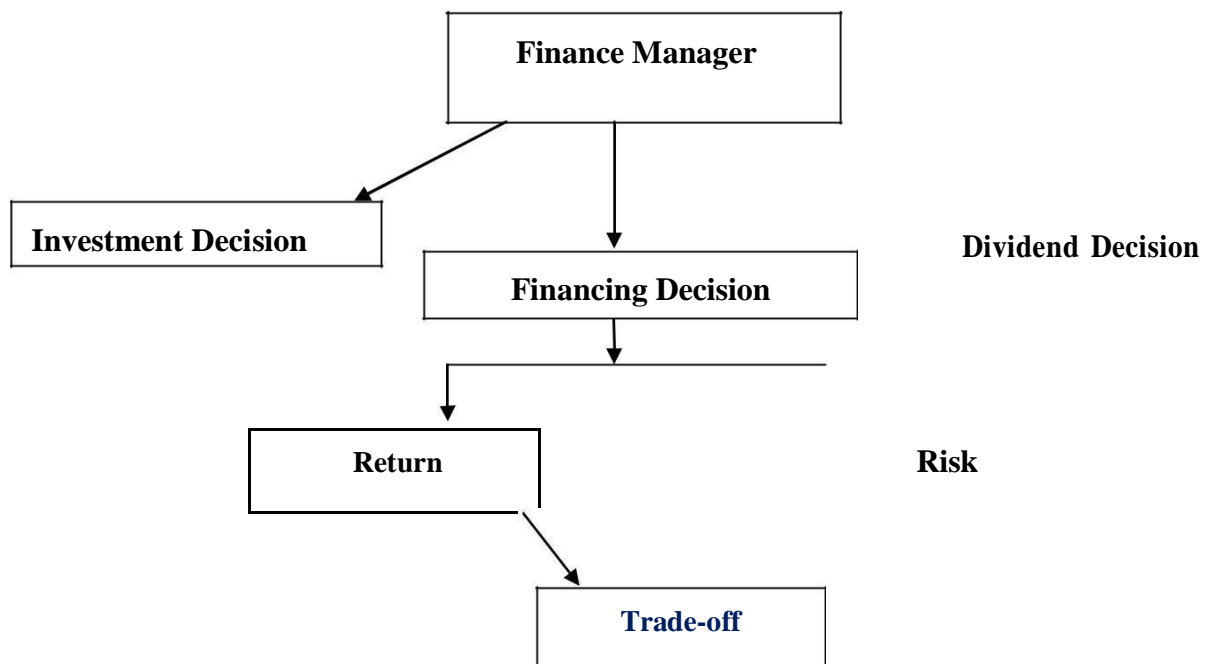 Finance Manager
Investment Decision
Dividend Decision
Financing Decision
Return
Risk
Trade-off